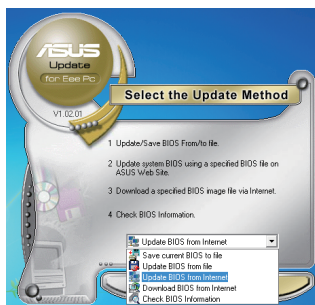 ASUS
Update
for Eee Pc
V1.02.01
Select the Update Method
1 Update/Save BIOS From/to file.
2 Update system BIOS using a specified BIOS file on
ASUS Web Site.
3 Download a specified BIOS image file via Internet.
4 Check BIOS Information.
Update BIOS from Internet
Save current BIOS to file
Update BIOS from file
Update BIOS from Internet
Download BIOS from Internet
Check BIOS Information